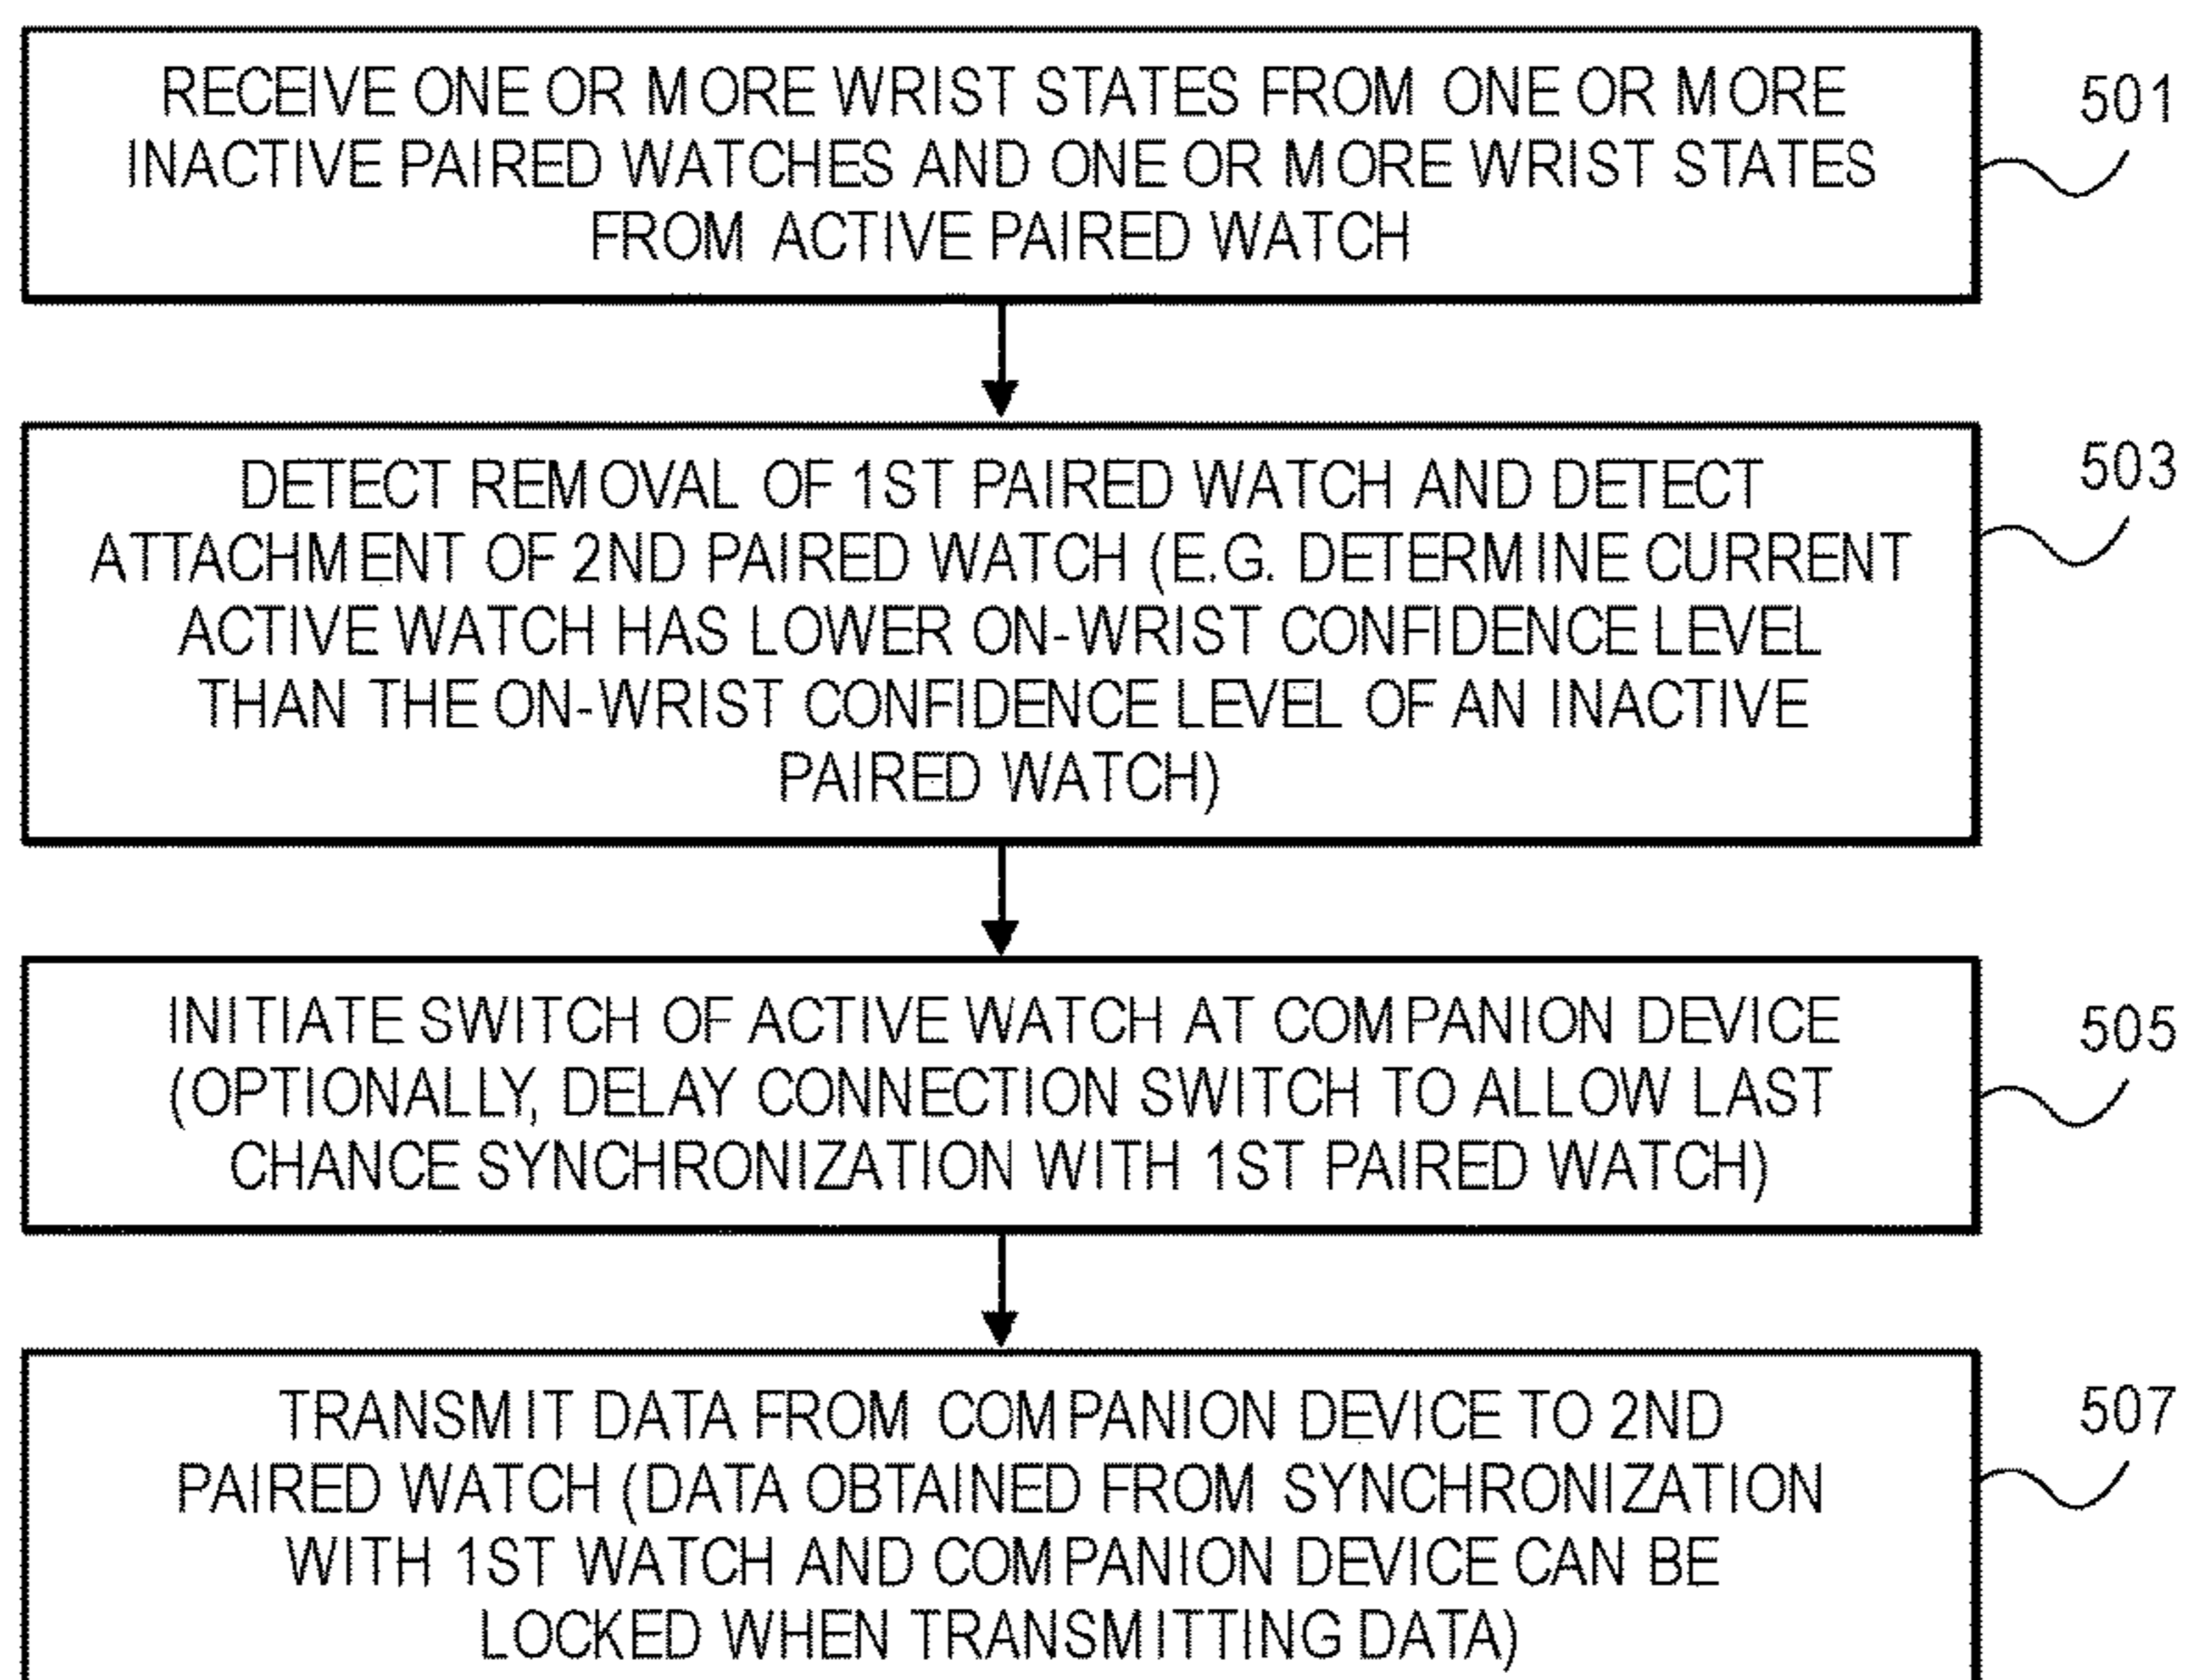 RECEIVE ONE OR MORE WRIST STATES FROM ONE OR MORE
INACTIVE PAIRED WATCHES AND ONE OR MORE WRIST STATES
FROM ACTIVE PAIRED WATCH
501
DETECT REMOVAL OF 1ST PAIRED WATCH AND DETECT
ATTACHMENT OF 2ND PAIRED WATCH (E.G. DETERMINE CURRENT
ACTIVE WATCH HAS LOWER ON-WRIST CONFIDENCE LEVEL
THAN THE ON-WRIST CONFIDENCE LEVEL OF AN INACTIVE
PAIRED WATCH)
503
INITIATE SWITCH OF ACTIVE WATCH AT COMPANION DEVICE
(OPTIONALLY, DELAY CONNECTION SWITCH TO ALLOW LAST
CHANCE SYNCHRONIZATION WITH 1ST PAIRED WATCH)
505
TRANSMIT DATA FROM COMPANION DEVICE TO 2ND
PAIRED WATCH (DATA OBTAINED FROM SYNCHRONIZATION
WITH 1ST WATCH AND COMPANION DEVICE CAN BE
LOCKED WHEN TRANSMITTING DATA)
507